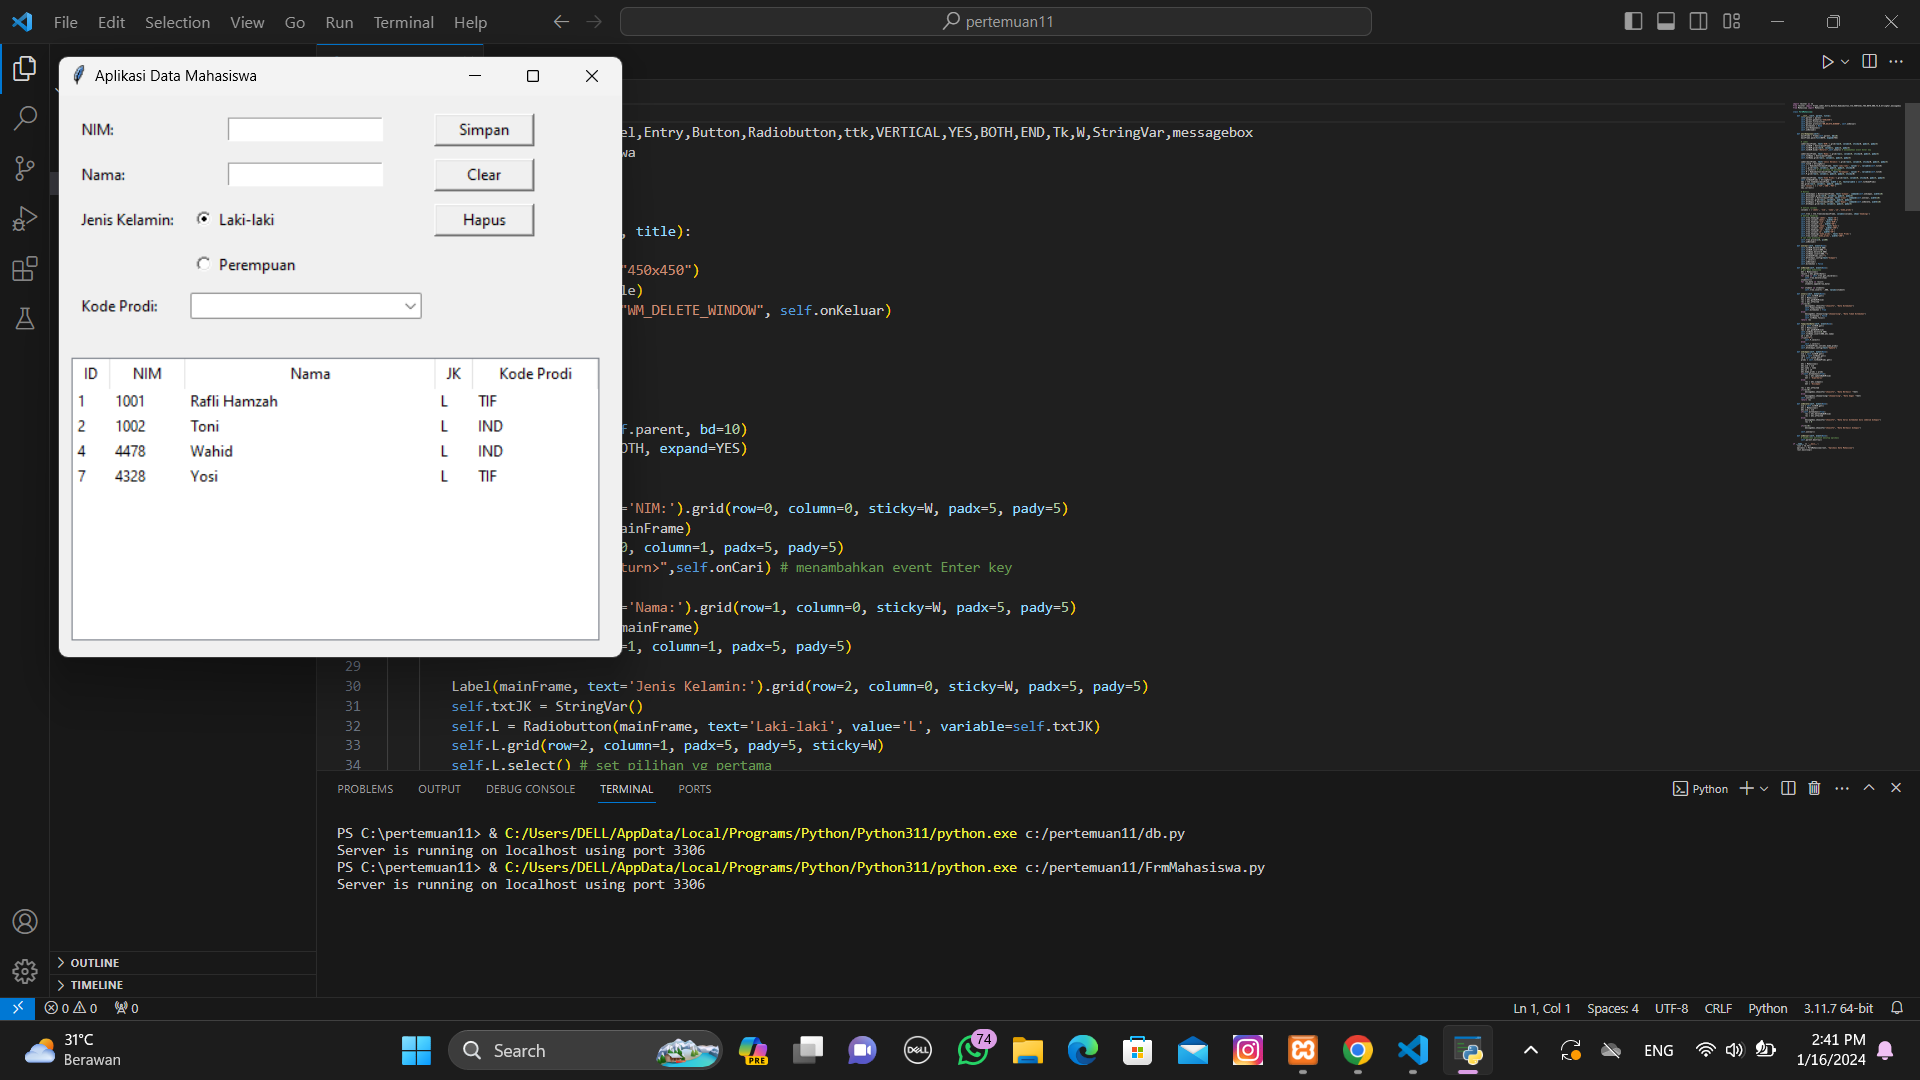 File Edit Selection View Go Run Terminal Help
pertemuan11
Aplikasi Data Mahasiswa
NIM: Simpan
Nama: Clear
Jenis Kelamin: Laki-laki Hapus
Perempuan
Kode Prodi:
ID NIM Nama JK Kode Prodi
1 1001 Rafli Hamzah L TIF
2 1002 Toni L IND
4 4478 Wahid L IND
7 4328 Yosi L TIF
el,Entry,Button,Radiobutton,ttk,VERTICAL,YES,BOTH,END,Tk,W,StringVar,messagebox
wa
, title):
"450x450")
le)
"WM_DELETE_WINDOW", self.onKeluar)
f.parent, bd=10)
OTH, expand=YES)
='NIM:').grid(row=0, column=0, sticky=W, padx=5, pady=5)
ainFrame)
0, column=1, padx=5, pady=5)
turn>",self.onCari) # menambahkan event Enter key
='Nama:').grid(row=1, column=0, sticky=W, padx=5, pady=5)
mainFrame)
=1, column=1, padx=5, pady=5)
29
30 Label(mainFrame, text='Jenis Kelamin:').grid(row=2, column=0, sticky=W, padx=5, pady=5)
31 self.txtJK = StringVar()
32 self.L = Radiobutton(mainFrame, text='Laki-laki', value='L', variable=self.txtJK)
33 self.L.grid(row=2, column=1, padx=5, pady=5, sticky=W)
34 self.L.select() # set pilihan yg pertama
PROBLEMS OUTPUT DEBUG CONSOLE TERMINAL PORTS
Python
PS C:\pertemuan11> & C:/Users/DELL/AppData/Local/Programs/Python/Python311/python.exe c:/pertemuan11/db.py
Server is running on localhost using port 3306
PS C:\pertemuan11> & C:/Users/DELL/AppData/Local/Programs/Python/Python311/python.exe c:/pertemuan11/FrmMahasiswa.py
Server is running on localhost using port 3306
OUTLINE
TIMELINE
0 0 0
Ln 1, Col 1 Spaces: 4 UTF-8 CRLF Python 3.11.7 64-bit
31°C
Berawan
Search
PRE
DELL
74
ENG
2:41 PM
1/16/2024